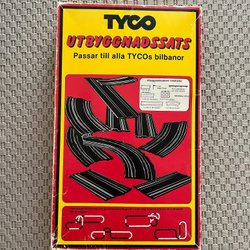 TYCO
UTBYGGNADSSATS
Passar till alla TYCOs bilbanor